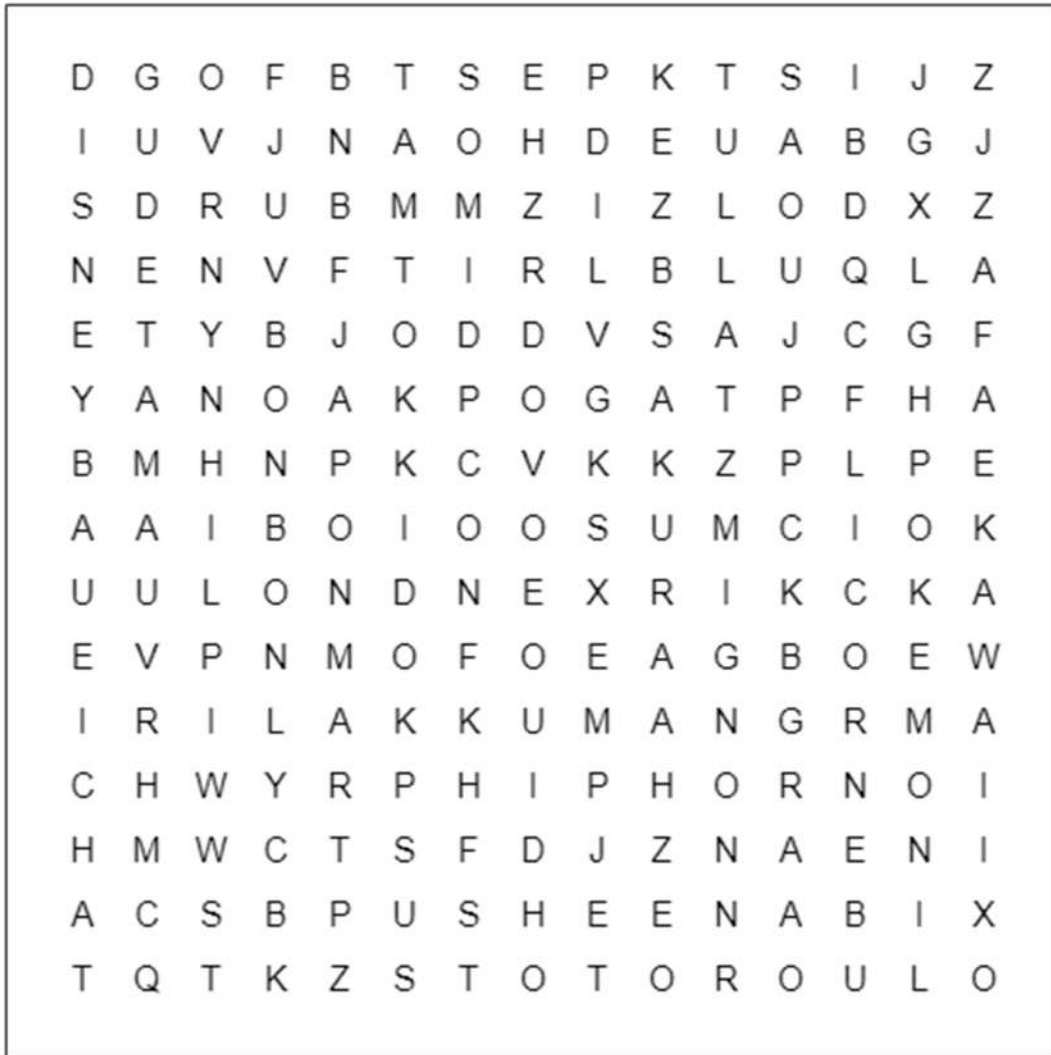 D G O F B T S E P K T S I J Z
I U V J N A O H D E U A B G J
S D R U B M M Z I Z L O D X Z
N E N V F T I R L B L U Q L A
E T Y B J O D D V S A J C G F
Y A N O A K P O G A T P F H A
B M H N P K C V K K Z P L P E
A A I B O I O O S U M C I O K
U U L O N D N E X R I K C K A
E V P N M O F O E A G B O E W
I R I L A K K U M A N G R M A
C H W Y R P H I P H O R N O I
H M W C T S F D J Z N A E N I
A C S B P U S H E E N A B I X
T Q T K Z S T O T O R O U L O